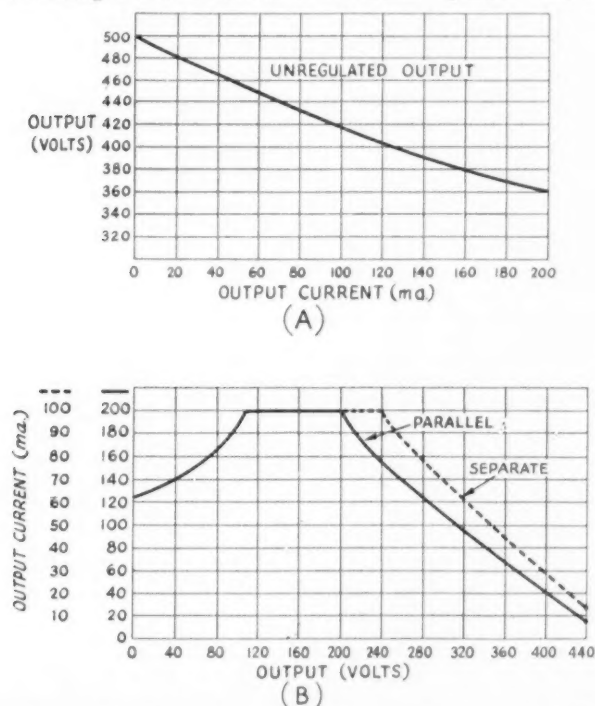 500
480
460
440
420
400
380
360
340
320
OUTPUT
(VOLTS)
UNREGULATED OUTPUT
0 20 40 60 80 100 120 140 160 180 200
OUTPUT CURRENT (ma.)
(A)
100 200
90 180
80 160
70 140
60 120
50 100
40 80
30 60
20 40
10 20
0
OUTPUT CURRENT (ma.)
PARALLEL
SEPARATE
0 40 80 120 160 200 240 280 320 360 400 440
OUTPUT (VOLTS)
(B)